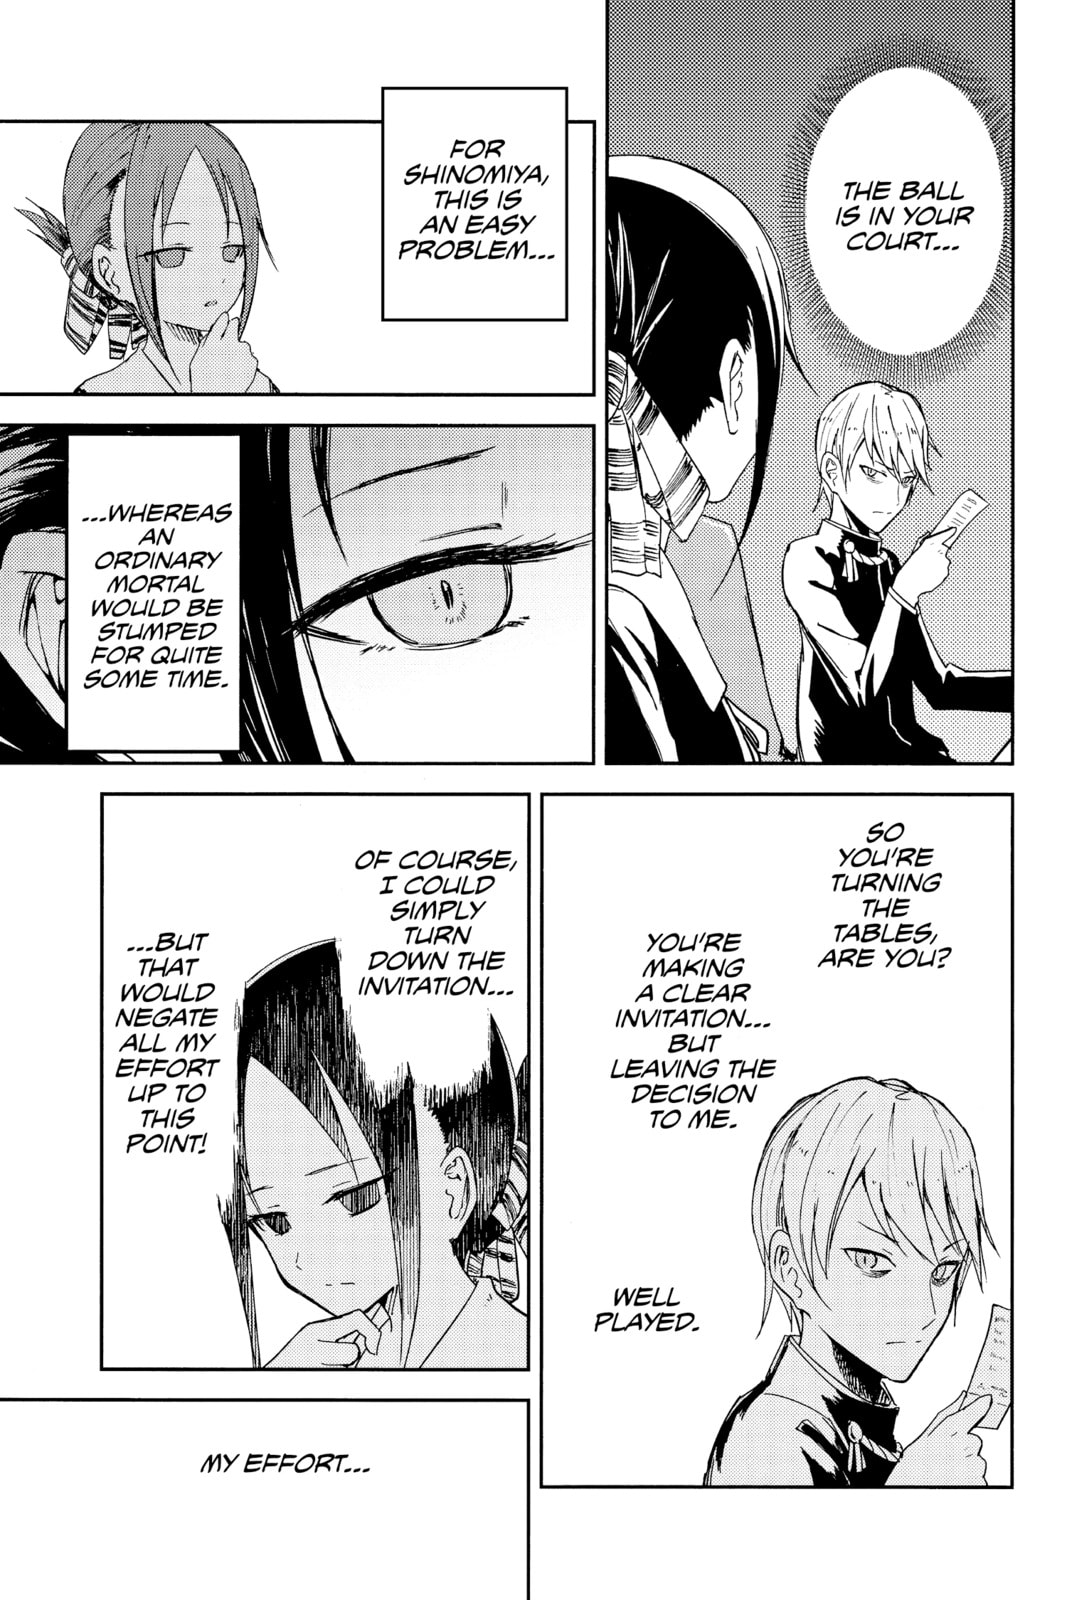 THE BALL
IS IN YOUR
COURT...
FOR
SHINOMIYA,
THIS IS
AN EASY
PROBLEM...
...WHEREAS
AN
ORDINARY
MORTAL
WOULD BE
STUMPED
FOR QUITE
SOME TIME.
SO
YOU'RE
TURNING
THE
TABLES,
ARE YOU?
YOU'RE
MAKING
A CLEAR
INVITATION...
BUT
LEAVING THE
DECISION
TO ME.
WELL
PLAYED.
OF COURSE,
I COULD
SIMPLY
TURN
DOWN THE
INVITATION...
...BUT
THAT
WOULD
NEGATE
ALL MY
EFFORT
UP TO
THIS
POINT!
MY EFFORT...